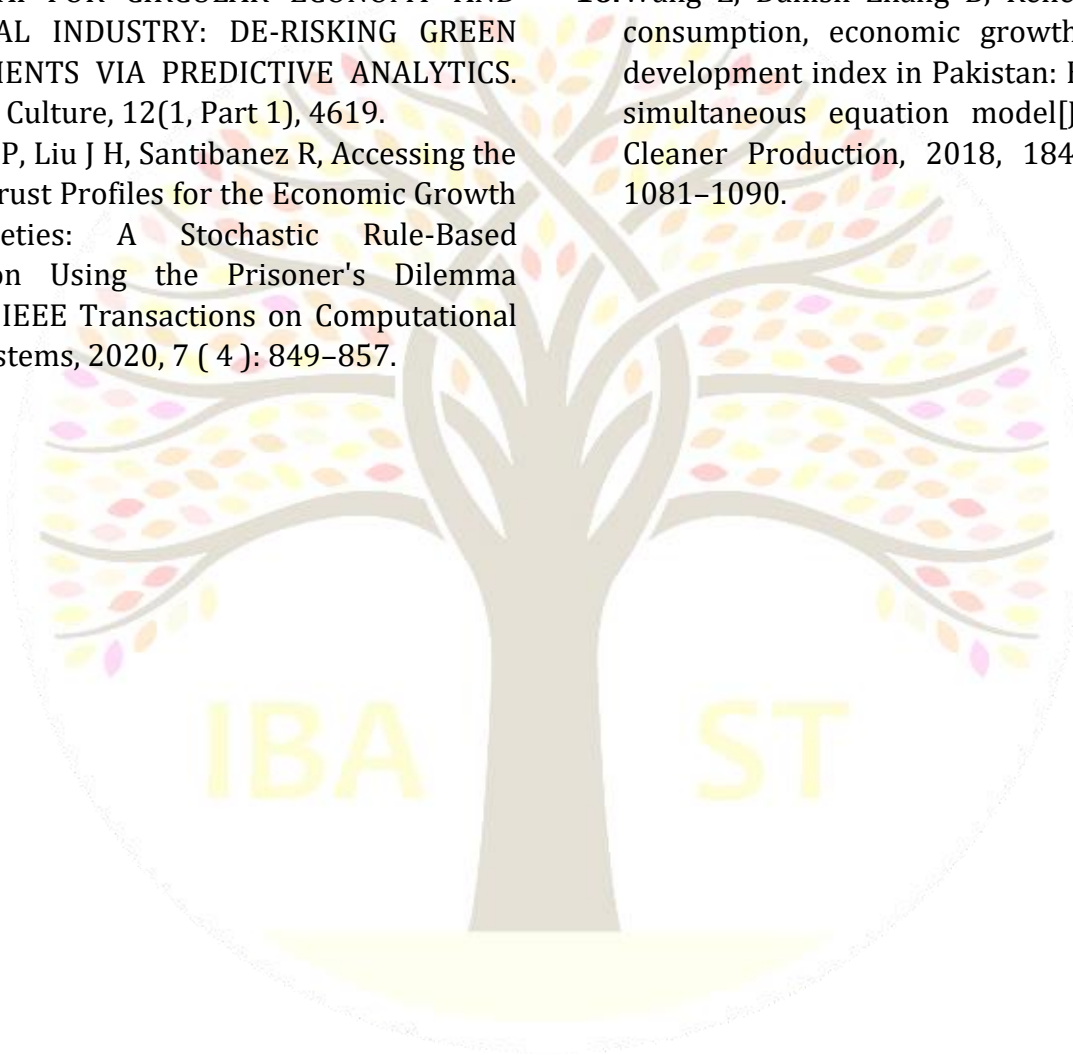 AL INDUSTRY: DE-RISKING GREEN
IENTS VIA PREDICTIVE ANALYTICS.
Culture, 12(1, Part 1), 4619.
P, Liu J H, Santibanez R, Accessing the
rust Profiles for the Economic Growth
eties: A Stochastic Rule-Based
on Using the Prisoner's Dilemma
IEEE Transactions on Computational
stems, 2020, 7 ( 4 ): 849–857.
consumption, economic growth
development index in Pakistan:
simultaneous equation model[J
Cleaner Production, 2018, 184
1081–1090.
IBA ST